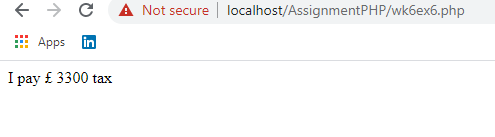 Not secure | localhost/AssignmentPHP/wk6ex6.php
Apps in
I pay £ 3300 tax